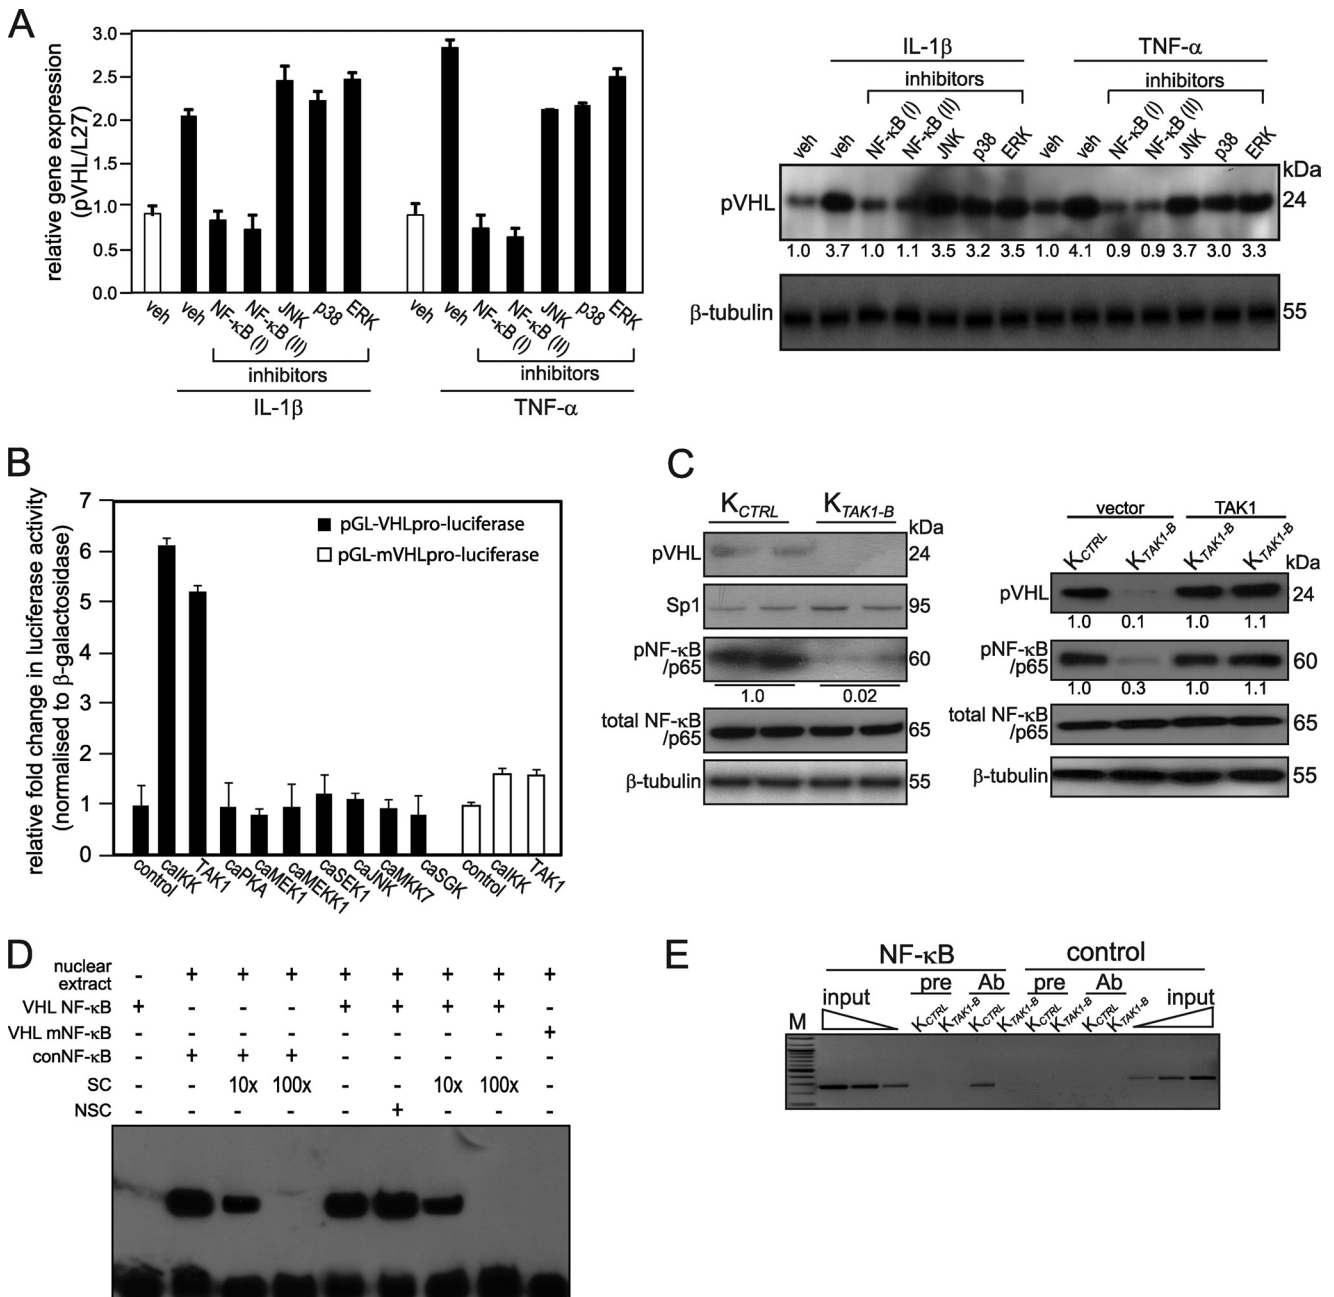 A
relative gene expression
(pVHL/L27)
3.0
2.5
2.0
1.5
1.0
0.5
0.0
veh
veh
NF-κB (I)
NF-κB (II)
JNK
p38
ERK
veh
veh
NF-κB (I)
NF-κB (II)
JNK
p38
ERK
inhibitors
inhibitors
IL-1β
TNF-α
IL-1β
TNF-α
inhibitors
inhibitors
veh
veh
NF-κB (I)
NF-κB (II)
JNK
p38
ERK
veh
veh
NF-κB (I)
NF-κB (II)
JNK
p38
ERK
kDa
pVHL
24
1.0 3.7 1.0 1.1 3.5 3.2 3.5 1.0 4.1 0.9 0.9 3.7 3.0 3.3
β-tubulin
55
B
relative fold change in luciferase activity
(normalised to β-galactosidase)
7
6
5
4
3
2
1
0
pGL-VHLpro-luciferase
pGL-mVHLpro-luciferase
control
caIKK
TAK1
caPKA
caMEK1
caMEKK1
caSEK1
caJNK
caMKK7
caSGK
control
caIKK
TAK1
C
KCTRL KTAK1-B
kDa
pVHL 24
Sp1 95
pNF-κB
/p65
60
1.0 0.02
total NF-κB
/p65
65
β-tubulin 55
vector TAK1
KCTRL
KTAK1-B
KTAK1-B
KTAK1-B
kDa
pVHL 24
1.0 0.1 1.0 1.1
pNF-κB
/p65
60
1.0 0.3 1.0 1.1
total NF-κB
/p65
65
β-tubulin 55
D
nuclear
extract
- + + + + + + + +
VHL NF-κB + - - - + + + + -
VHL mNF-κB - - - - - - - - +
conNF-κB - + + + - - - - -
SC - - 10x 100x - - 10x 100x -
NSC - - - - - + - - -
E
NF-κB control
pre Ab pre Ab
input
input
M
KCTRL
KTAK1-B
KCTRL
KTAK1-B
KCTRL
KTAK1-B
KCTRL
KTAK1-B